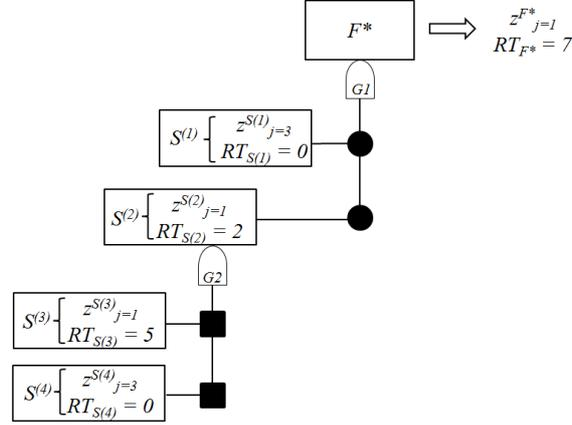 F*
z^{F*}_{j=1}
RT_{F*} = 7
G1
S^{(1)}
z^{S(1)}_{j=3}
RT_{S(1)} = 0
S^{(2)}
z^{S(2)}_{j=1}
RT_{S(2)} = 2
G2
S^{(3)}
z^{S(3)}_{j=1}
RT_{S(3)} = 5
S^{(4)}
z^{S(4)}_{j=3}
RT_{S(4)} = 0